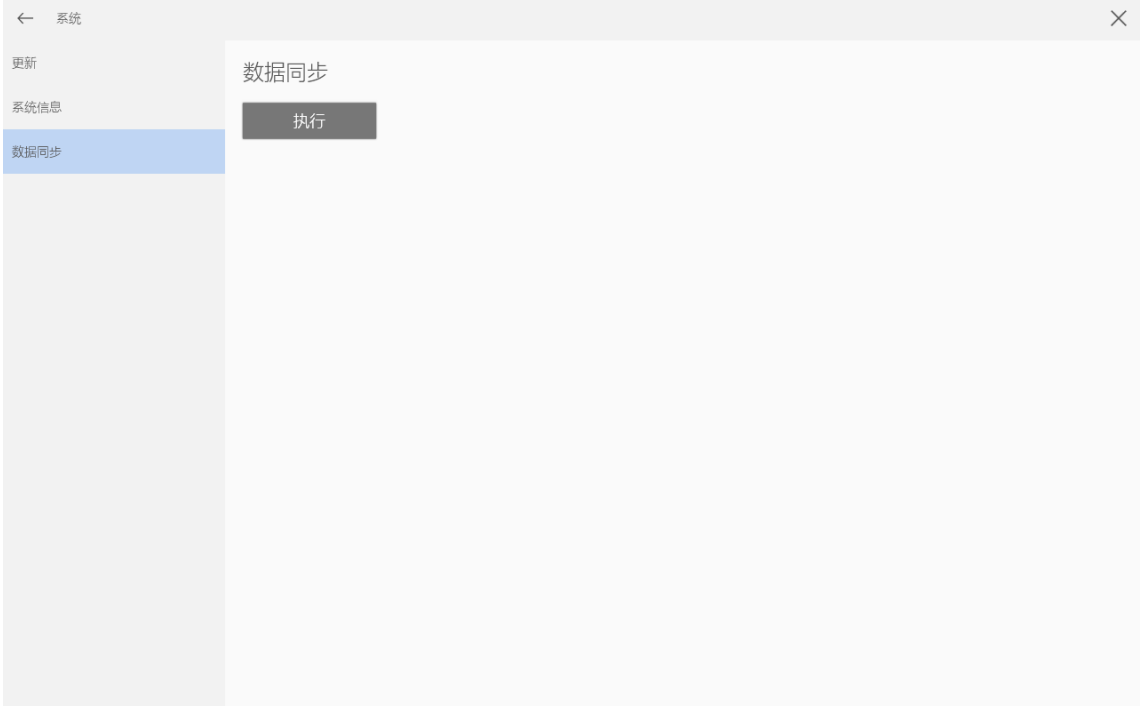 系统
更新
系统信息
数据同步
数据同步
执行